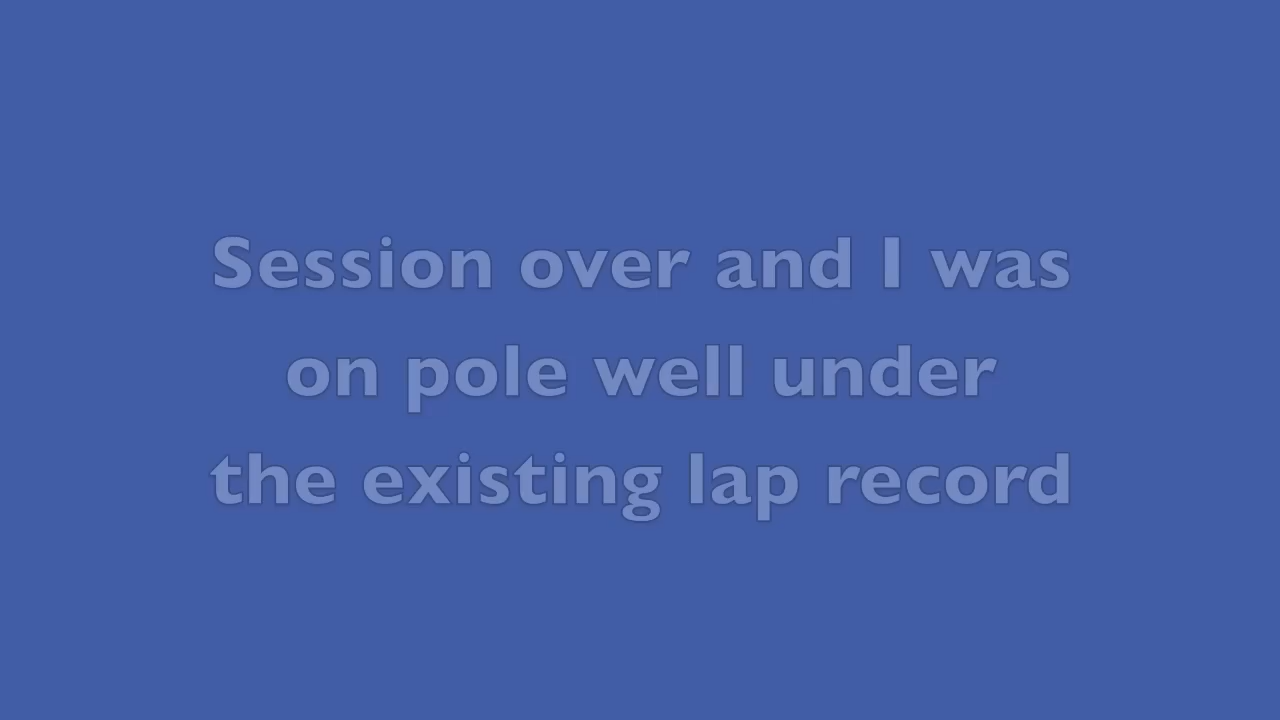 Session over and I was
on pole well under
the existing lap record